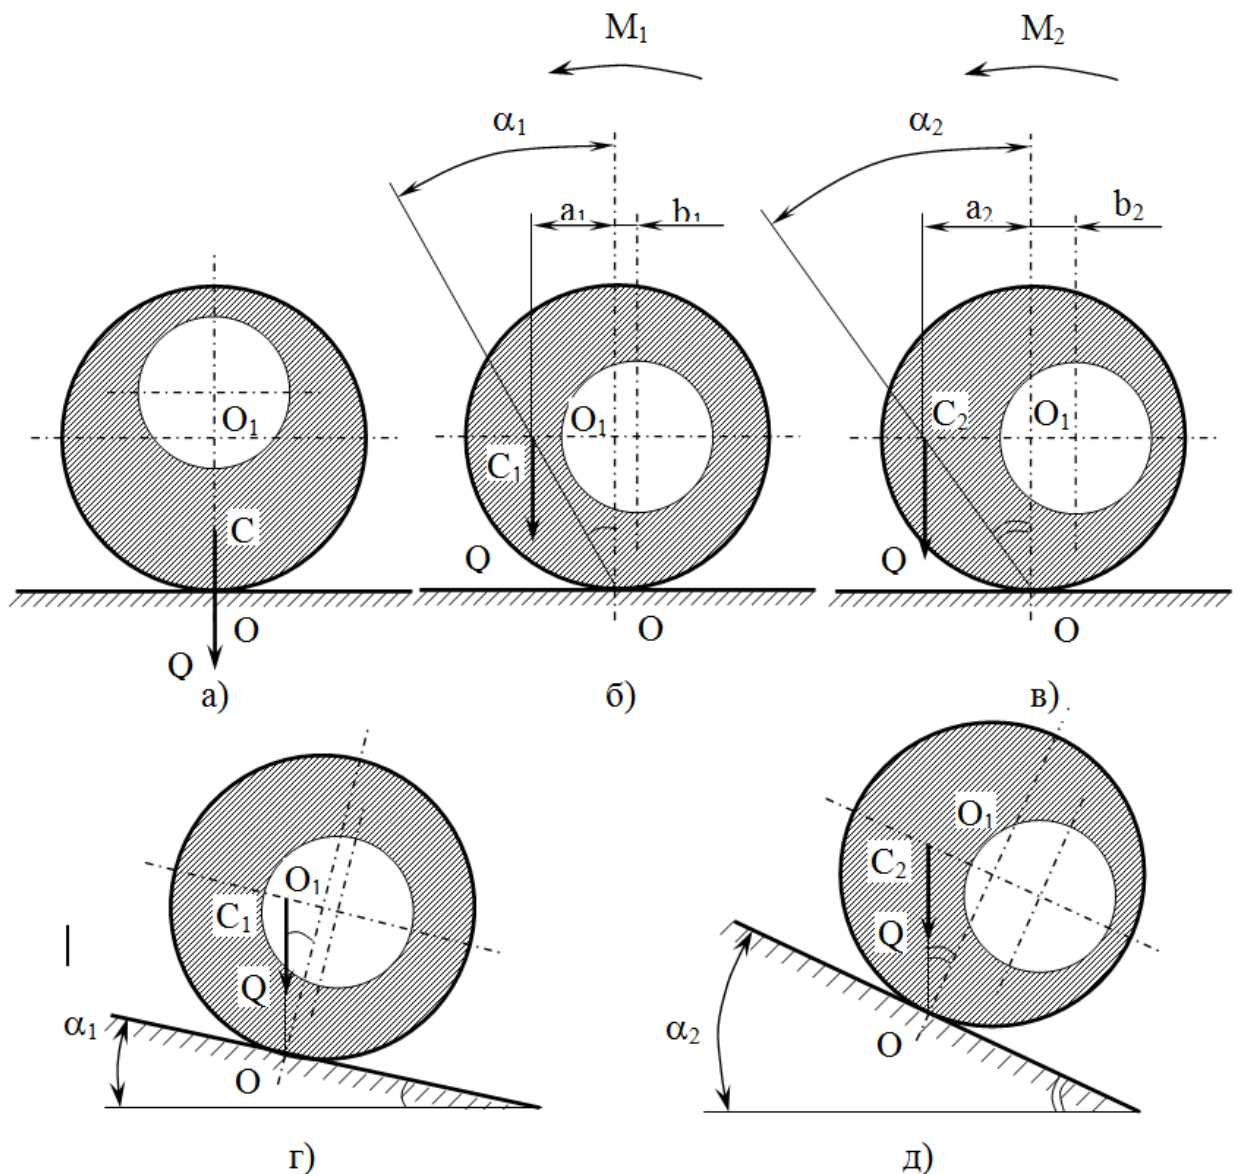 M₁ M₂
α₁ α₂
a₁ b₁ a₂ b₂
O₁ O₁ C₂ O₁
C₁
C Q Q
O O O
Q
а) б) в)
O₁
O₁ C₂
C₁
Q
Q
α₁ α₂
O O
г) д)